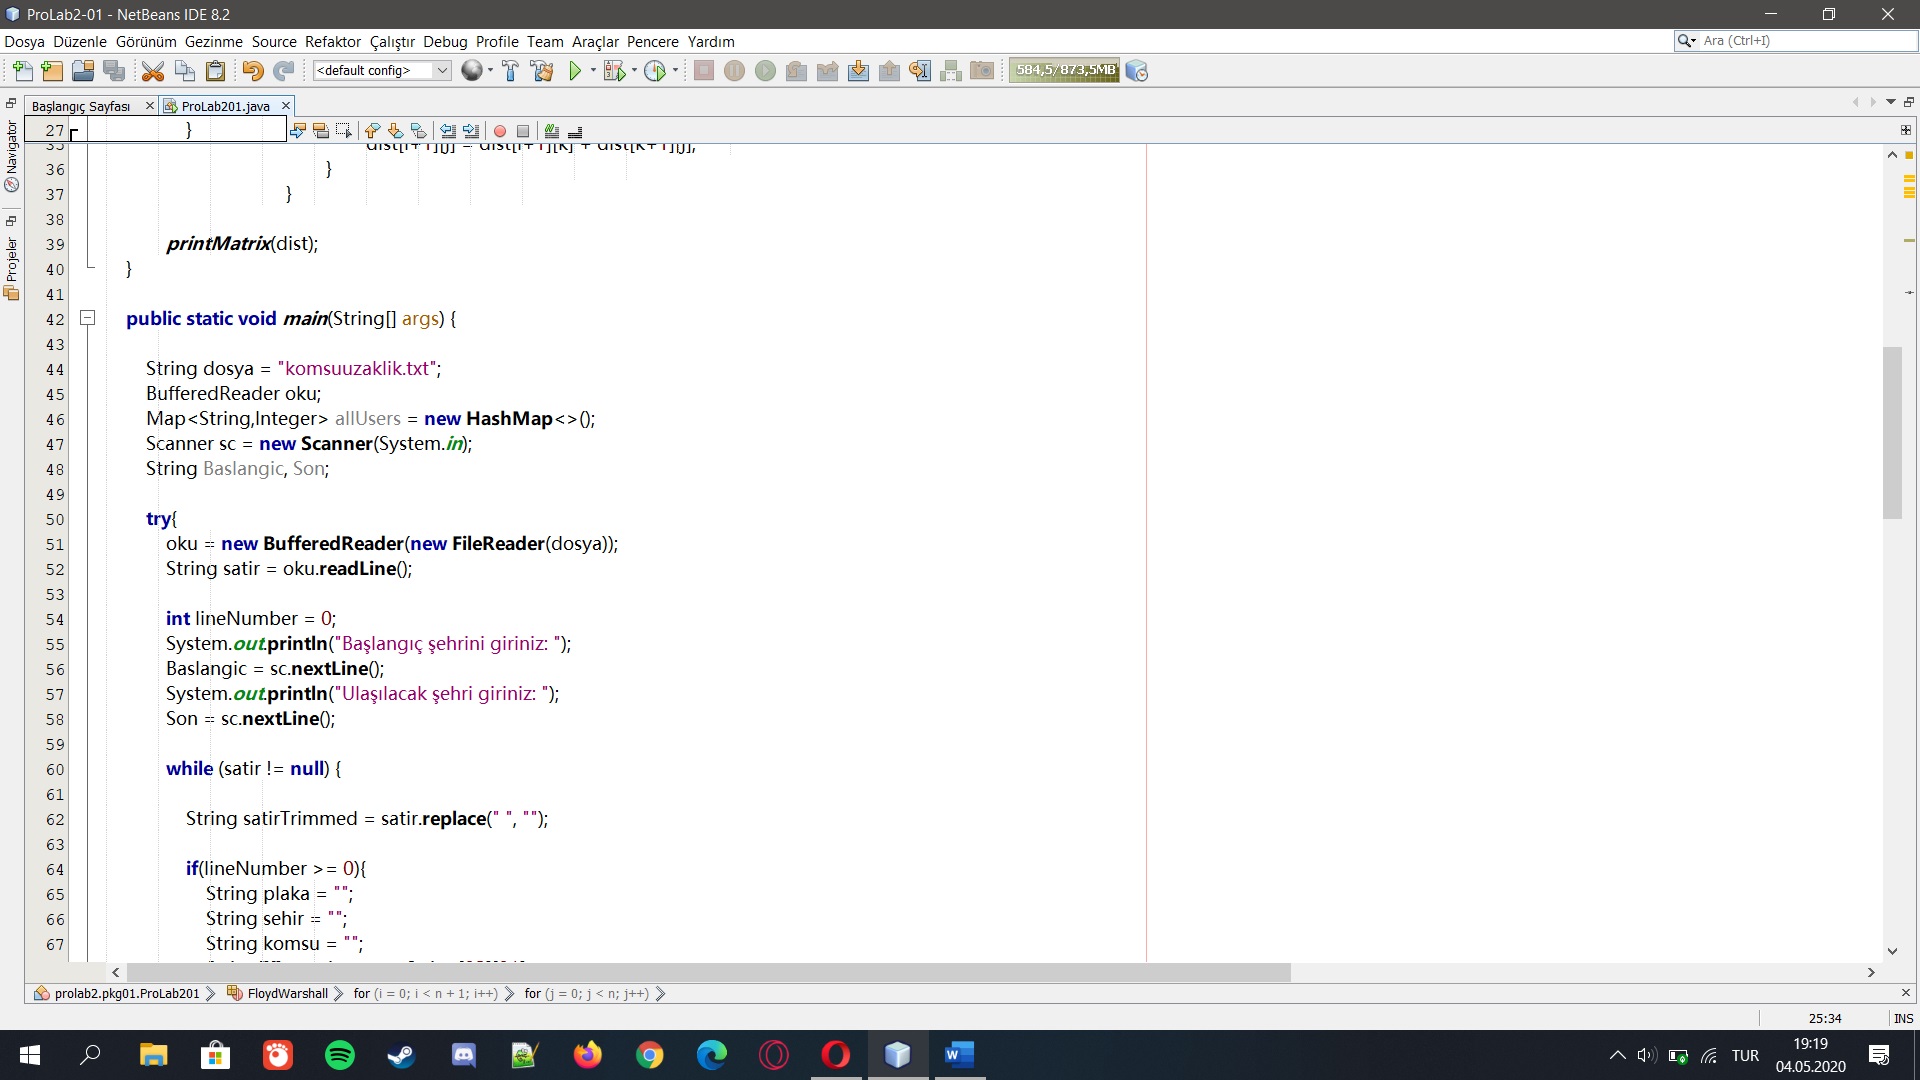 ProLab2-01 - NetBeans IDE 8.2
Dosya Düzenle Görünüm Gezinme Source Refaktor Çalıştır Debug Profile Team Araçlar Pencere Yardım
Ara (Ctrl+I)
<default config>
584,5/873,5MB
Başlangıç Sayfası
ProLab201.java
Navigator
Projeler
27 }
35 dist[i+1][j] = dist[i+1][k] + dist[k+1][j];
36 }
37 }
38
39 printMatrix(dist);
40 }
41
42 public static void main(String[] args) {
43
44 String dosya = "komsuuzaklik.txt";
45 BufferedReader oku;
46 Map<String,Integer> allUsers = new HashMap<>();
47 Scanner sc = new Scanner(System.in);
48 String Baslangic, Son;
49
50 try{
51 oku = new BufferedReader(new FileReader(dosya));
52 String satir = oku.readLine();
53
54 int lineNumber = 0;
55 System.out.println("Başlangıç şehrini giriniz: ");
56 Baslangic = sc.nextLine();
57 System.out.println("Ulaşılacak şehri giriniz: ");
58 Son = sc.nextLine();
59
60 while (satir != null) {
61
62 String satirTrimmed = satir.replace(" ", "");
63
64 if(lineNumber >= 0){
65 String plaka = "";
66 String sehir = "";
67 String komsu = "";
prolab2.pkg01.ProLab201 FloydWarshall for (i = 0; i < n + 1; i++) for (j = 0; j < n; j++)
25:34 INS
TUR
19:19
04.05.2020